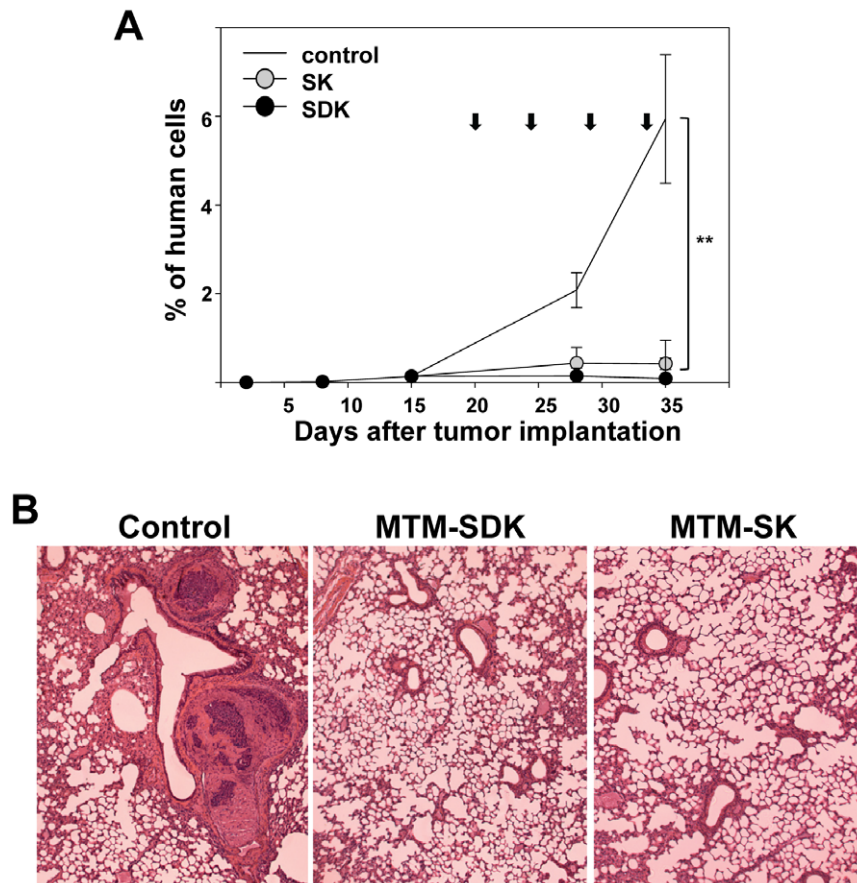 A
control
SK
SDK
% of human cells
6
4
2
**
5 10 15 20 25 30 35
Days after tumor implantation
B
Control MTM-SDK MTM-SK